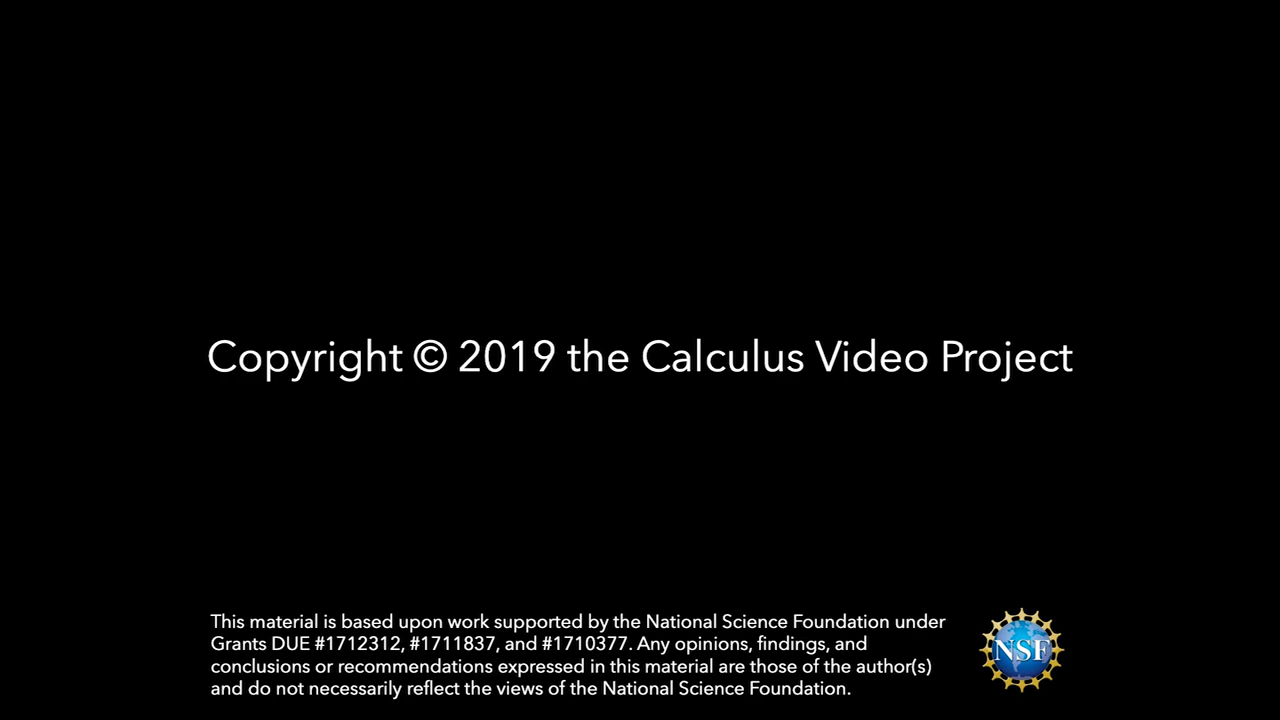 Copyright © 2019 the Calculus Video Project
This material is based upon work supported by the National Science Foundation under
Grants DUE #1712312, #1711837, and #1710377. Any opinions, findings, and
conclusions or recommendations expressed in this material are those of the author(s)
and do not necessarily reflect the views of the National Science Foundation.
NSF